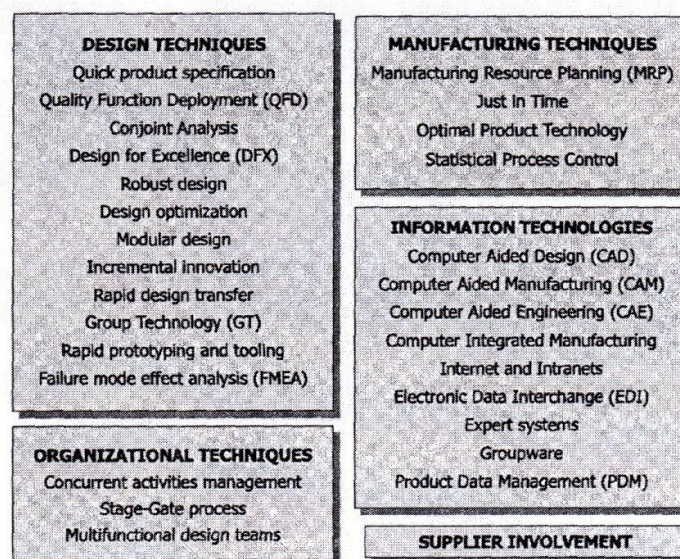 DESIGN TECHNIQUES
Quick product specification
Quality Function Deployment (QFD)
Conjoint Analysis
Design for Excellence (DFX)
Robust design
Design optimization
Modular design
Incremental innovation
Rapid design transfer
Group Technology (GT)
Rapid prototyping and tooling
Failure mode effect analysis (FMEA)
ORGANIZATIONAL TECHNIQUES
Concurrent activities management
Stage-Gate process
Multifunctional design teams
MANUFACTURING TECHNIQUES
Manufacturing Resource Planning (MRP)
Just in Time
Optimal Product Technology
Statistical Process Control
INFORMATION TECHNOLOGIES
Computer Aided Design (CAD)
Computer Aided Manufacturing (CAM)
Computer Aided Engineering (CAE)
Computer Integrated Manufacturing
Internet and Intranets
Electronic Data Interchange (EDI)
Expert systems
Groupware
Product Data Management (PDM)
SUPPLIER INVOLVEMENT